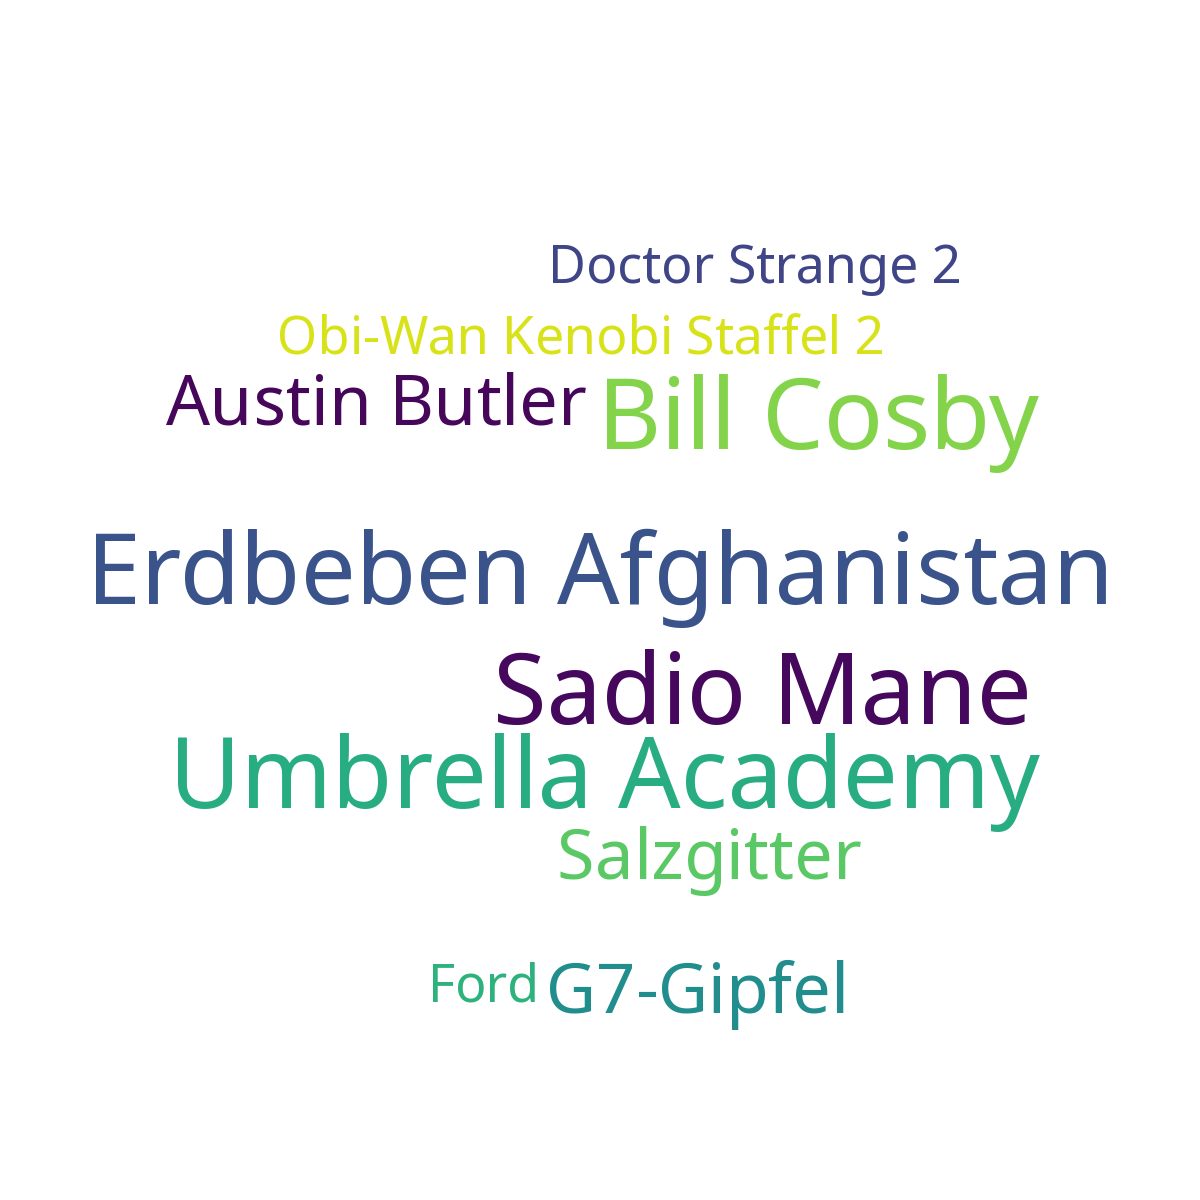 Doctor Strange 2
Obi-Wan Kenobi Staffel 2
Austin Butler
Bill Cosby
Erdbeben Afghanistan
Sadio Mane
Umbrella Academy
Salzgitter
Ford
G7-Gipfel